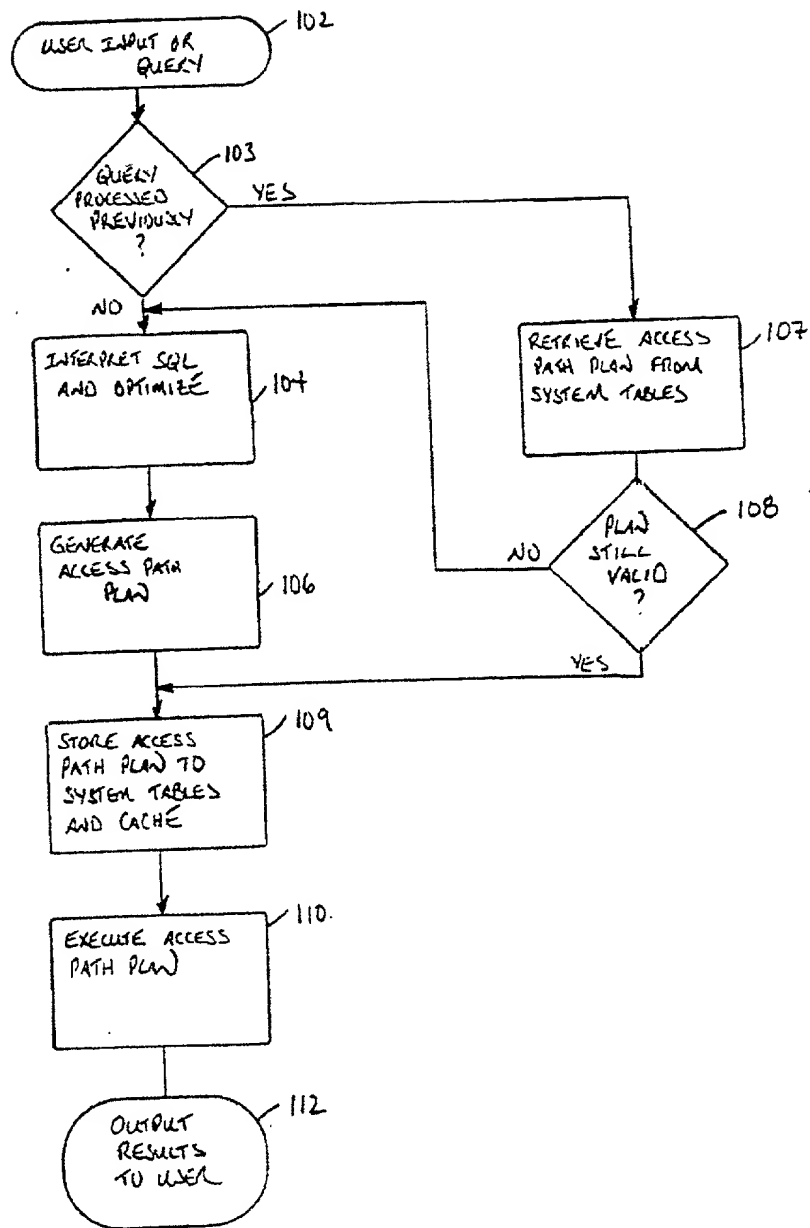 102
USER INPUT OR
QUERY
103
QUERY
PROCESSED
PREVIOUSLY
?
YES
NO
INTERPRET SQL
AND OPTIMIZE
104
RETRIEVE ACCESS
PATH PLAN FROM
SYSTEM TABLES
107
GENERATE
ACCESS PATH
PLAN
106
PLAN
STILL
VALID
?
108
NO
YES
STORE ACCESS
PATH PLAN TO
SYSTEM TABLES
AND CACHE
109
EXECUTE ACCESS
PATH PLAN
110.
OUTPUT
RESULTS
TO USER
112